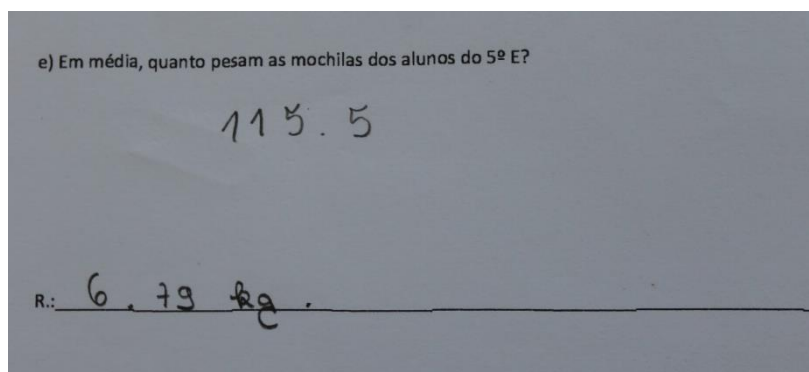 e) Em média, quanto pesam as mochilas dos alunos do 5º E?
115.5
R.: 6.79 kg.